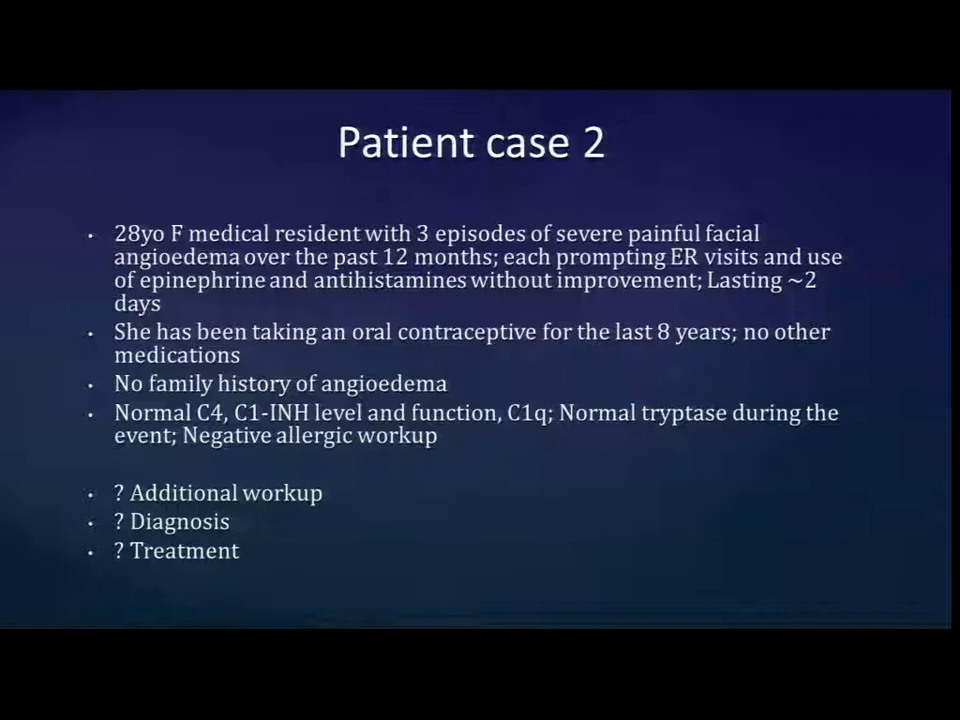 Patient case 2
• 28yo F medical resident with 3 episodes of severe painful facial
angioedema over the past 12 months; each prompting ER visits and use
of epinephrine and antihistamines without improvement; Lasting ~2
days
• She has been taking an oral contraceptive for the last 8 years; no other
medications
• No family history of angioedema
• Normal C4, C1-INH level and function, C1q; Normal tryptase during the
event; Negative allergic workup
• ? Additional workup
• ? Diagnosis
• ? Treatment